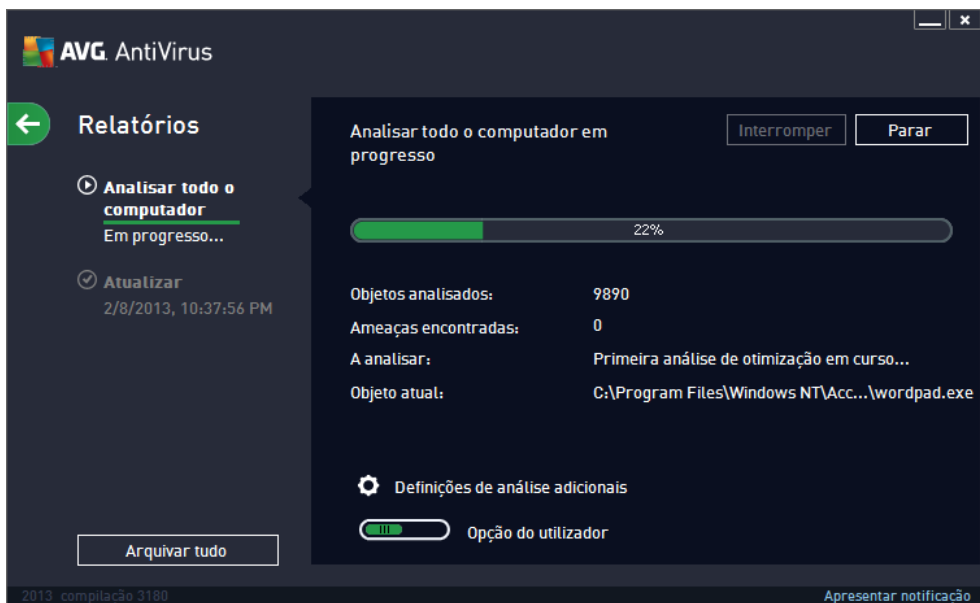 AVG. AntiVirus
Relatórios
Analisar todo o
computador
Em progresso...
Atualizar
2/8/2013, 10:37:56 PM
Arquivar tudo
Analisar todo o computador em
progresso
Interromper
Parar
22%
Objetos analisados: 9890
Ameaças encontradas: 0
A analisar: Primeira análise de otimização em curso...
Objeto atual: C:\Program Files\Windows NT\Acc...\wordpad.exe
Definições de análise adicionais
Opção do utilizador
2013 compilação 3180
Apresentar notificação